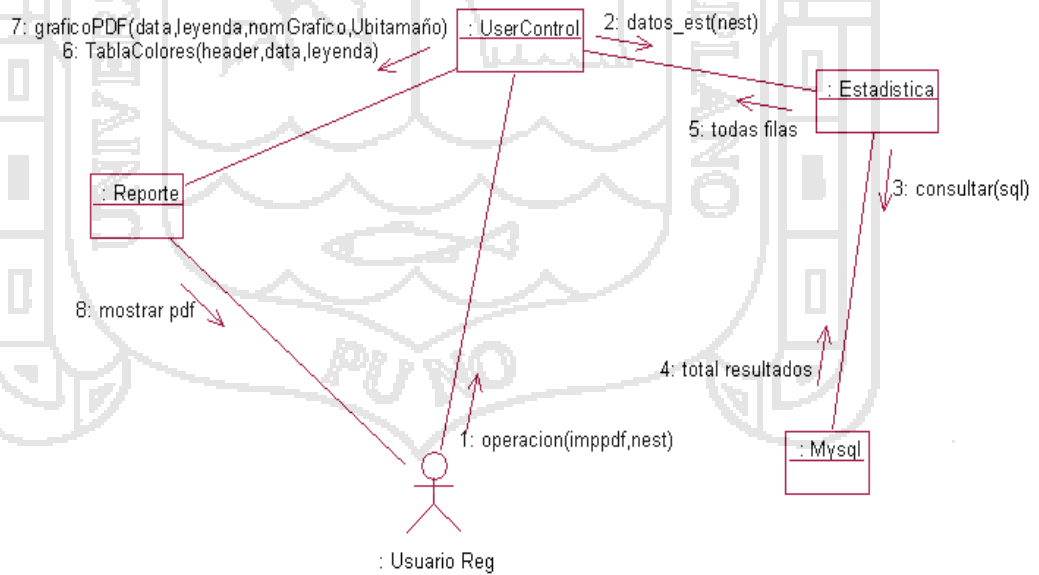 7: graficoPDF(data,leyenda,nomGrafico,Ubitamaño)
6: TablaColores(header,data,leyenda)
: UserControl
2: datos_est(nest)
: Estadistica
5: todas filas
3: consultar(sql)
: Reporte
8: mostrar pdf
4: total resultados
1: operacion(imppdf,nest)
: Mysql
: Usuario Reg
PUNO